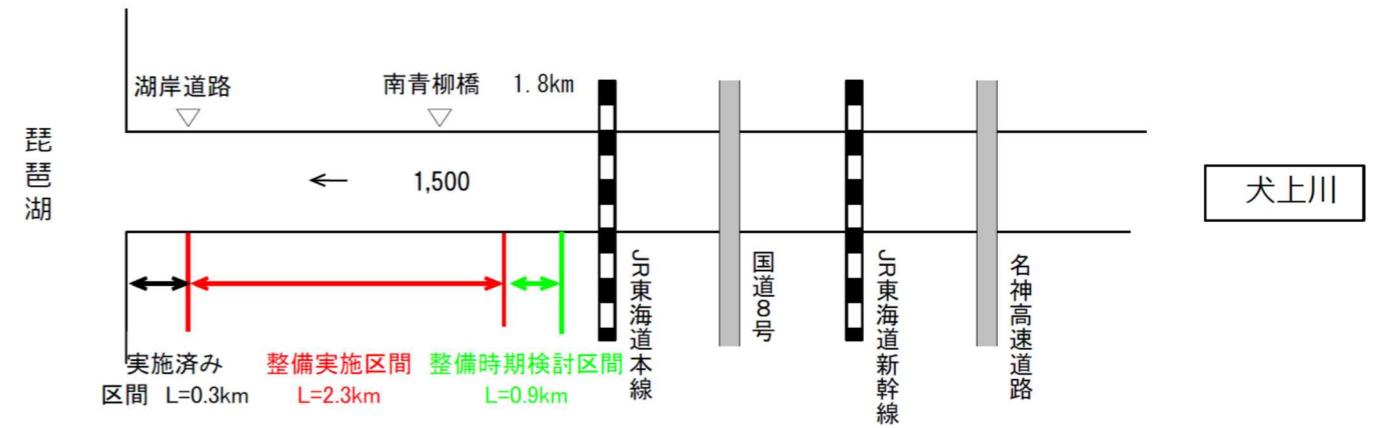 湖岸道路
南青柳橋 1.8km
琵琶湖
← 1,500
犬上川
JR東海道本線
国道8号
JR東海道新幹線
名神高速道路
実施済み
区間 L=0.3km
整備実施区間
L=2.3km
整備時期検討区間
L=0.9km